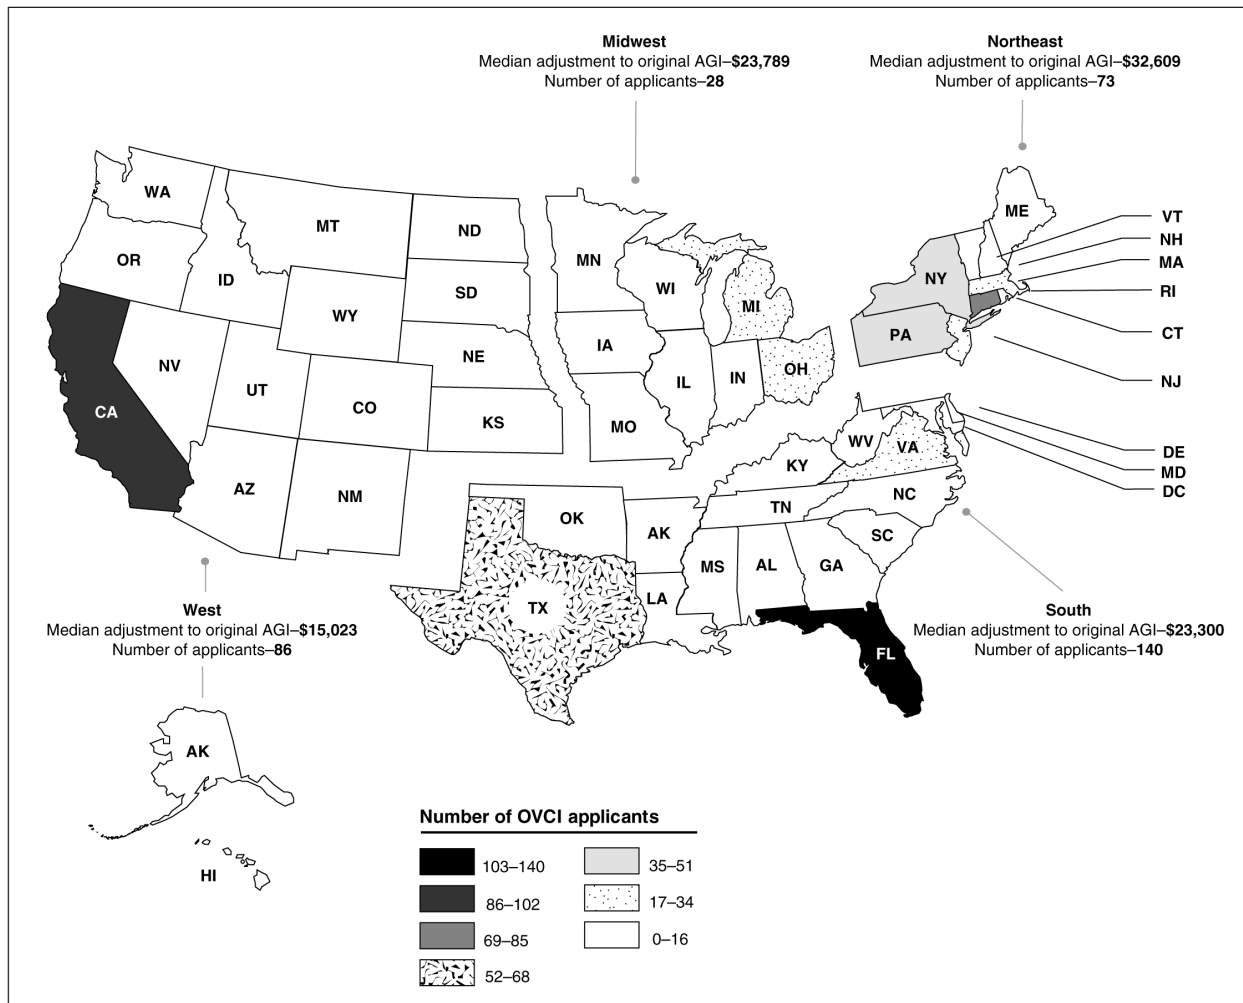 Midwest
Median adjustment to original AGI–$23,789
Number of applicants–28
Northeast
Median adjustment to original AGI–$32,609
Number of applicants–73
WA
OR
ID
MT
WY
ND
SD
NE
KS
NV
UT
CO
CA
AZ
NM
MN
IA
MO
WI
IL
IN
MI
OH
ME
NY
PA
VT
NH
MA
RI
CT
NJ
DE
MD
DC
WV
VA
KY
TN
NC
SC
OK
AK
TX
LA
MS
AL
GA
FL
West
Median adjustment to original AGI–$15,023
Number of applicants–86
South
Median adjustment to original AGI–$23,300
Number of applicants–140
AK
HI
Number of OVCI applicants
103–140
86–102
69–85
52–68
35–51
17–34
0–16